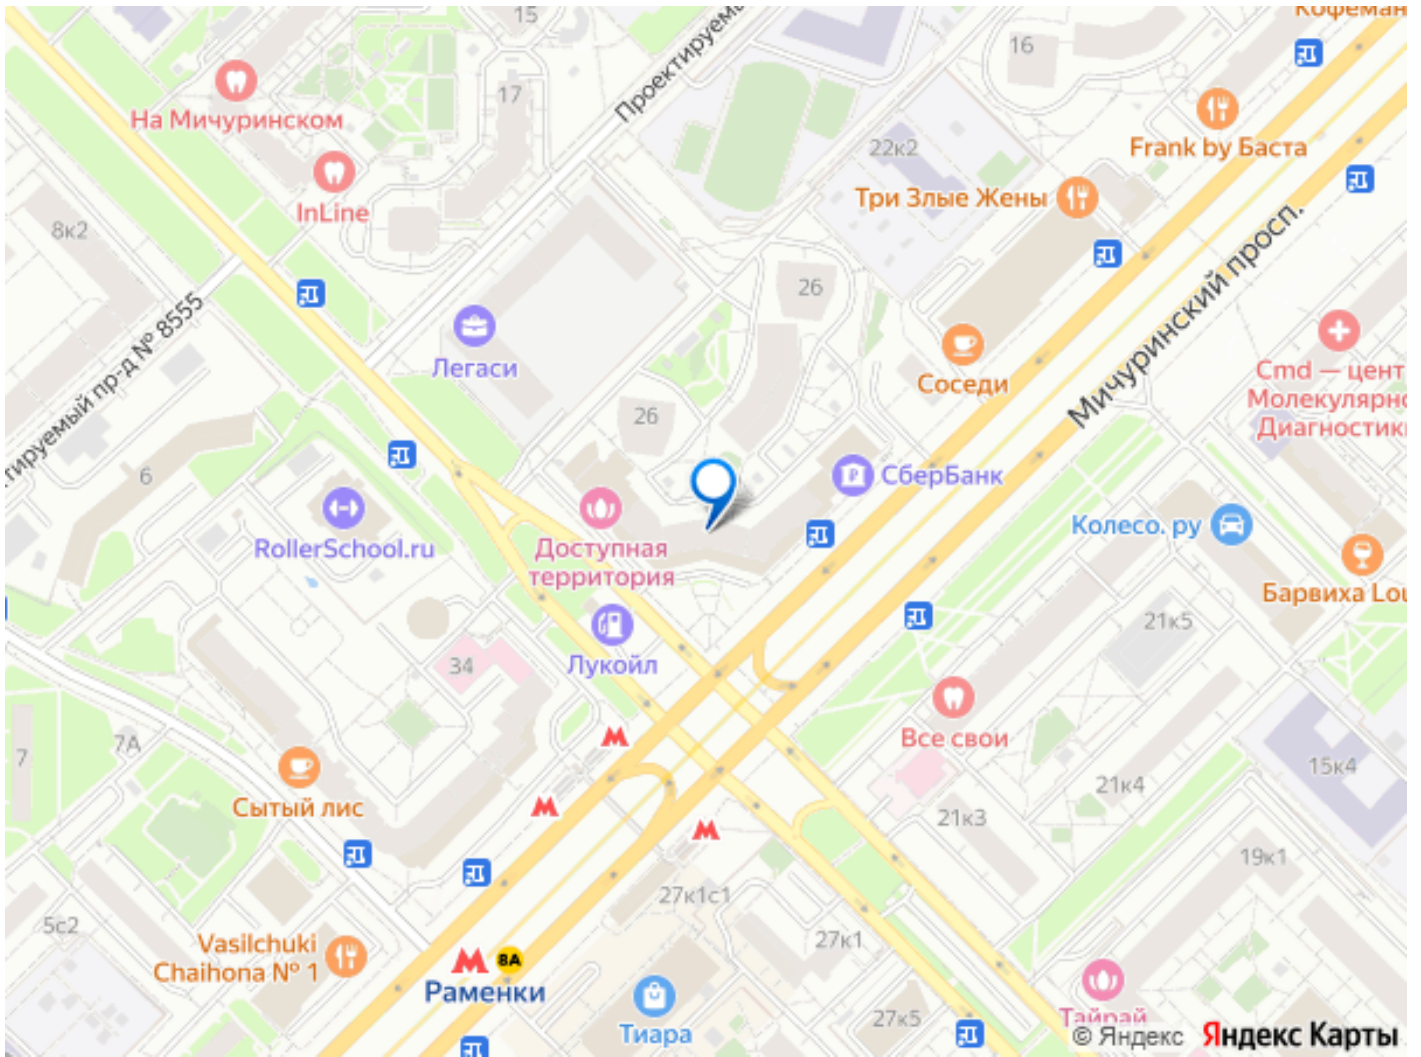 Кофеман
15
16
17
Проектируемы
На Мичуринском
Frank by Баста
22к2
Три Злые Жены
InLine
8к2
Мичуринский просп.
26
тируемый пр-д № 8555
Легаси
Соседи
Cmd — цент
Молекулярно
Диагностики
26
6
СберБанк
RollerSchool.ru
Доступная
территория
Колесо. ру
Барвиха Lou
21к5
Лукойл
34
Все свои
7А
7
15к4
21к4
Сытый лис
21к3
19к1
27к1с1
5с2
Vasilchuki
Chaihona № 1
27к1
8А
Раменки
Тиара
27к5
Тайрай
© Яндекс Яндекс Карты